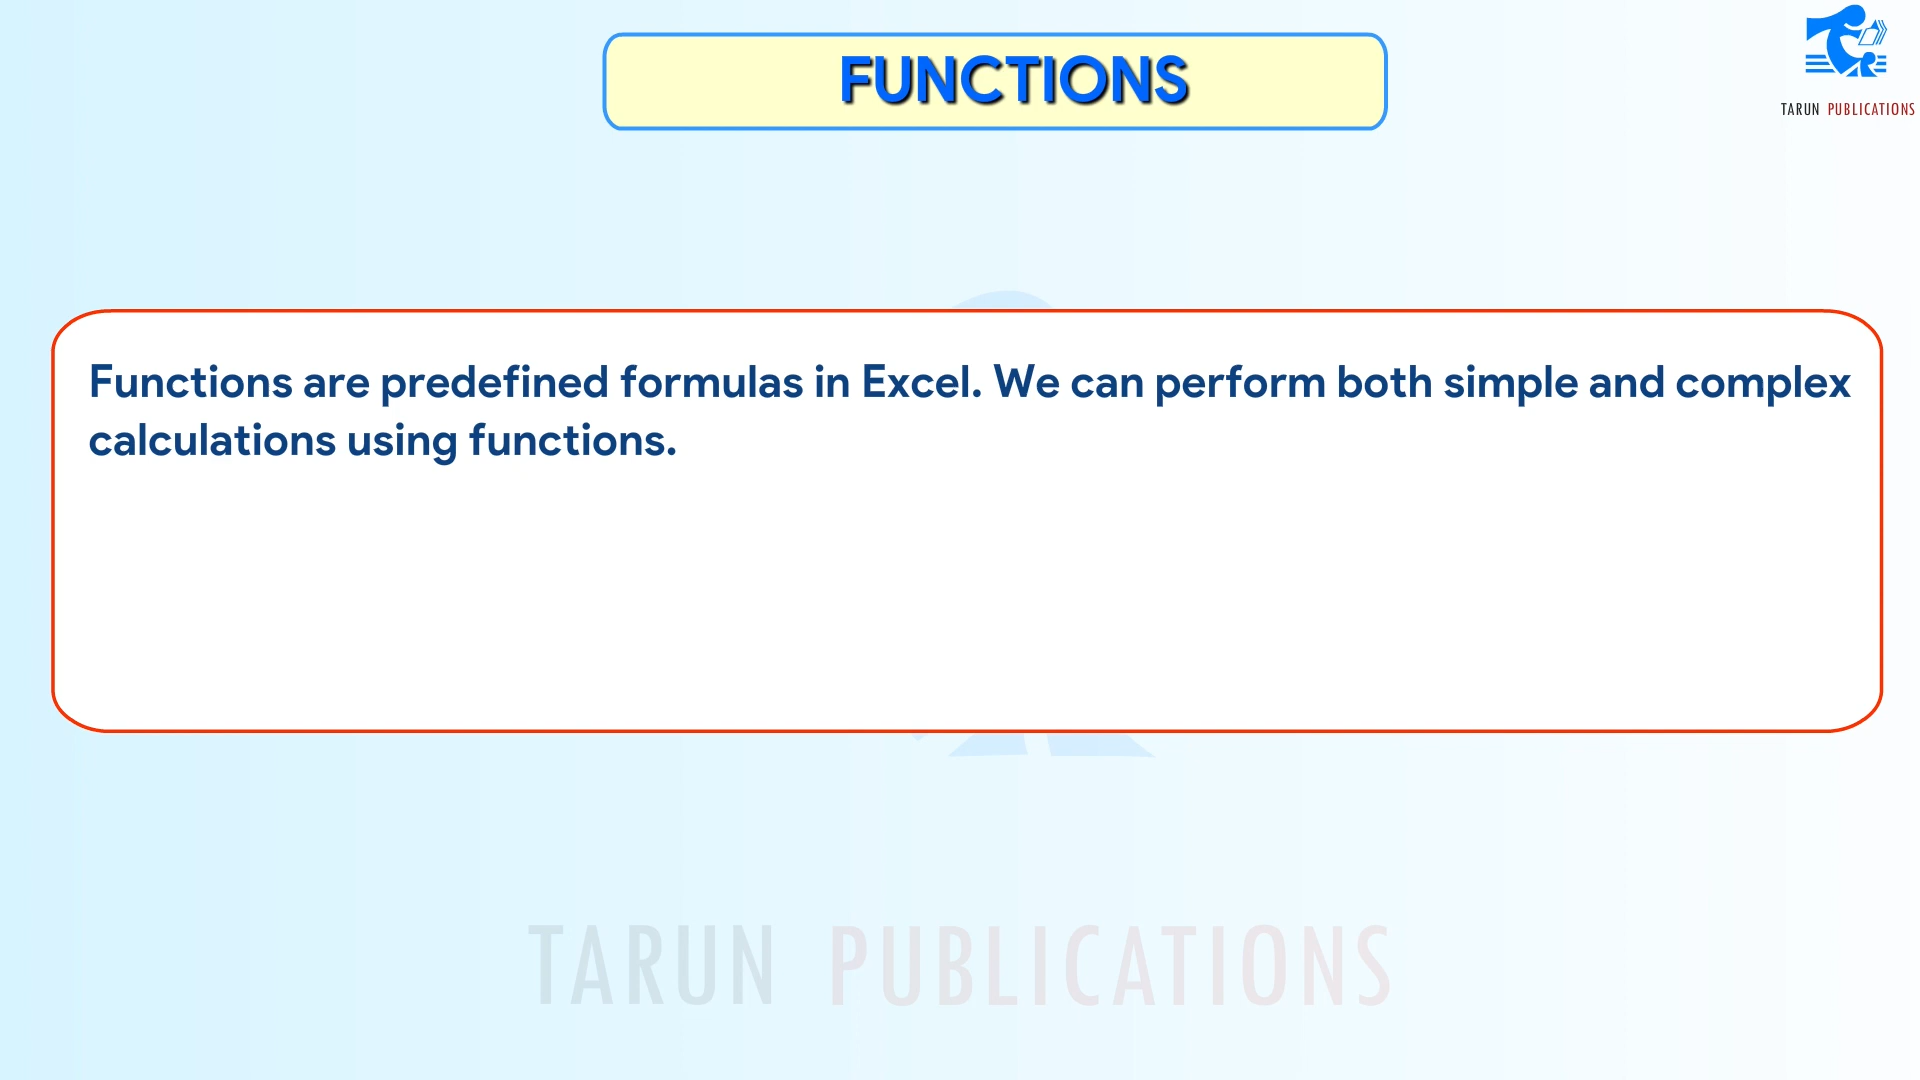 FUNCTIONS
TARUN PUBLICATIONS
Functions are predefined formulas in Excel. We can perform both simple and complex
calculations using functions.
TARUN PUBLICATIONS